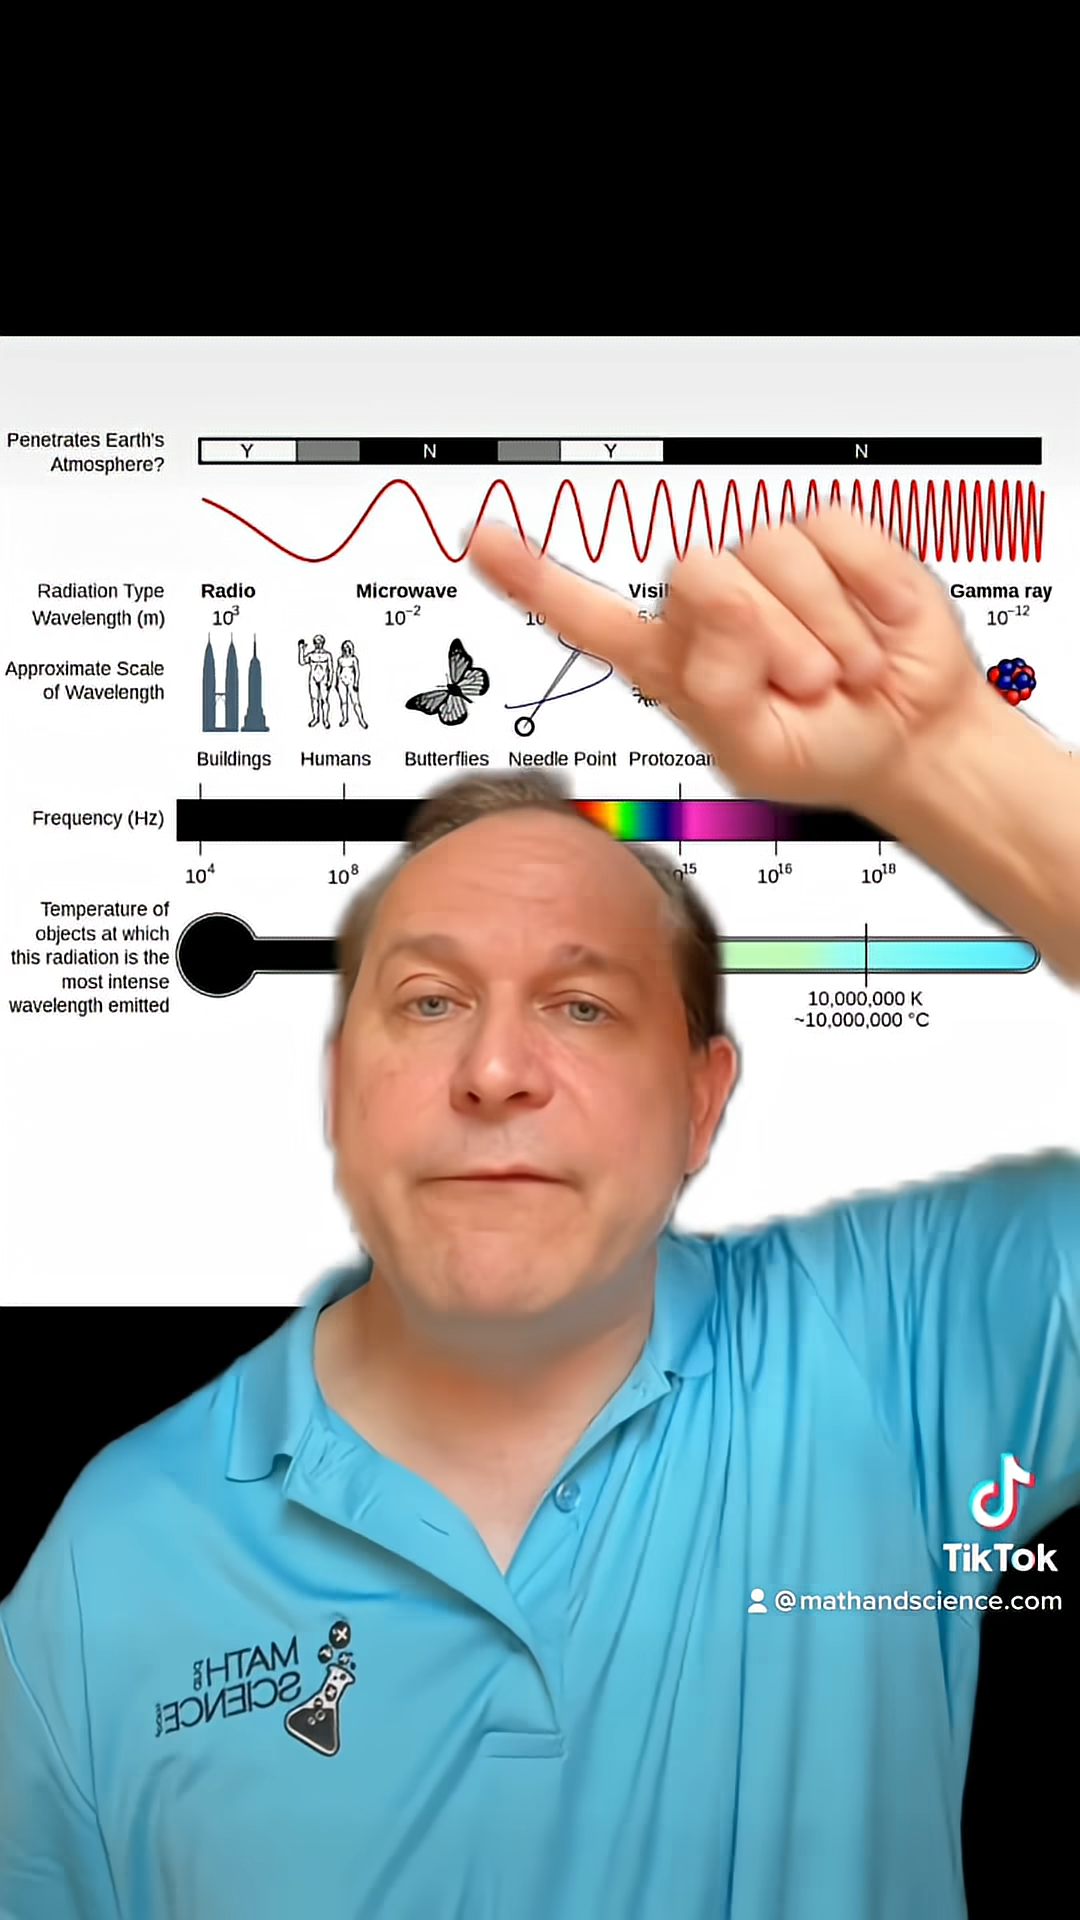 Penetrates Earth's
Atmosphere?
Y N Y N
Radiation Type
Radio Microwave Gamma ray
Wavelength (m)
10³ 10⁻² 10⁻¹²
Approximate Scale
of Wavelength
Buildings Humans Butterflies Needle Point
Frequency (Hz)
10⁴ 10⁸ 10¹⁶ 10¹⁸
Temperature of
objects at which
this radiation is the
most intense
wavelength emitted
10,000,000 K
~10,000,000 °C
TikTok
@mathandscience.com
MATH
and
SCIENCE